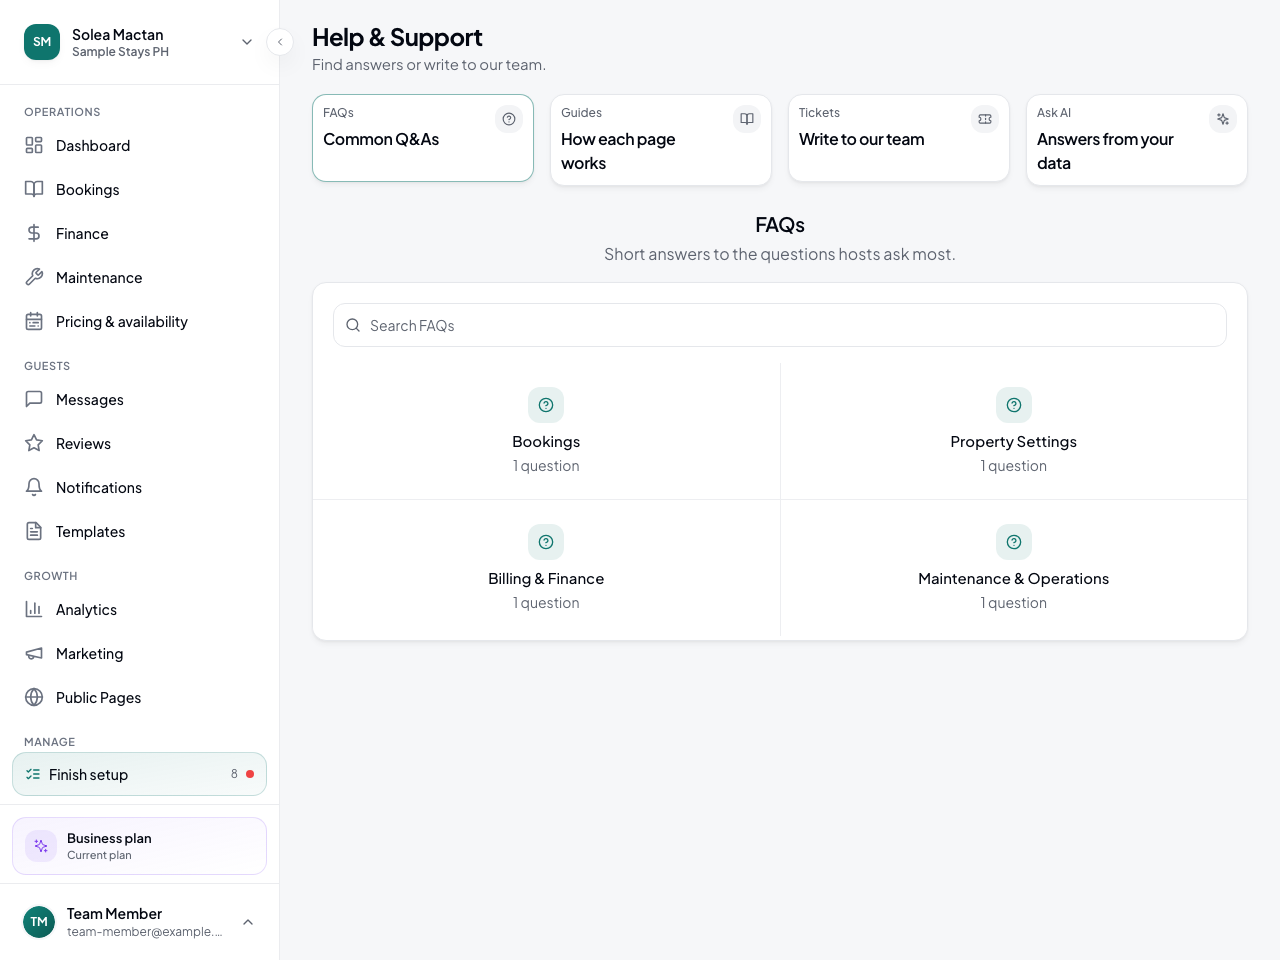 SM
Solea Mactan
Sample Stays PH
OPERATIONS
Dashboard
Bookings
Finance
Maintenance
Pricing & availability
GUESTS
Messages
Reviews
Notifications
Templates
GROWTH
Analytics
Marketing
Public Pages
MANAGE
Finish setup
8
Business plan
Current plan
TM
Team Member
team-member@example....
Help & Support
Find answers or write to our team.
FAQs
Common Q&As
Guides
How each page
works
Tickets
Write to our team
Ask AI
Answers from your
data
FAQs
Short answers to the questions hosts ask most.
Search FAQs
Bookings
1 question
Property Settings
1 question
Billing & Finance
1 question
Maintenance & Operations
1 question